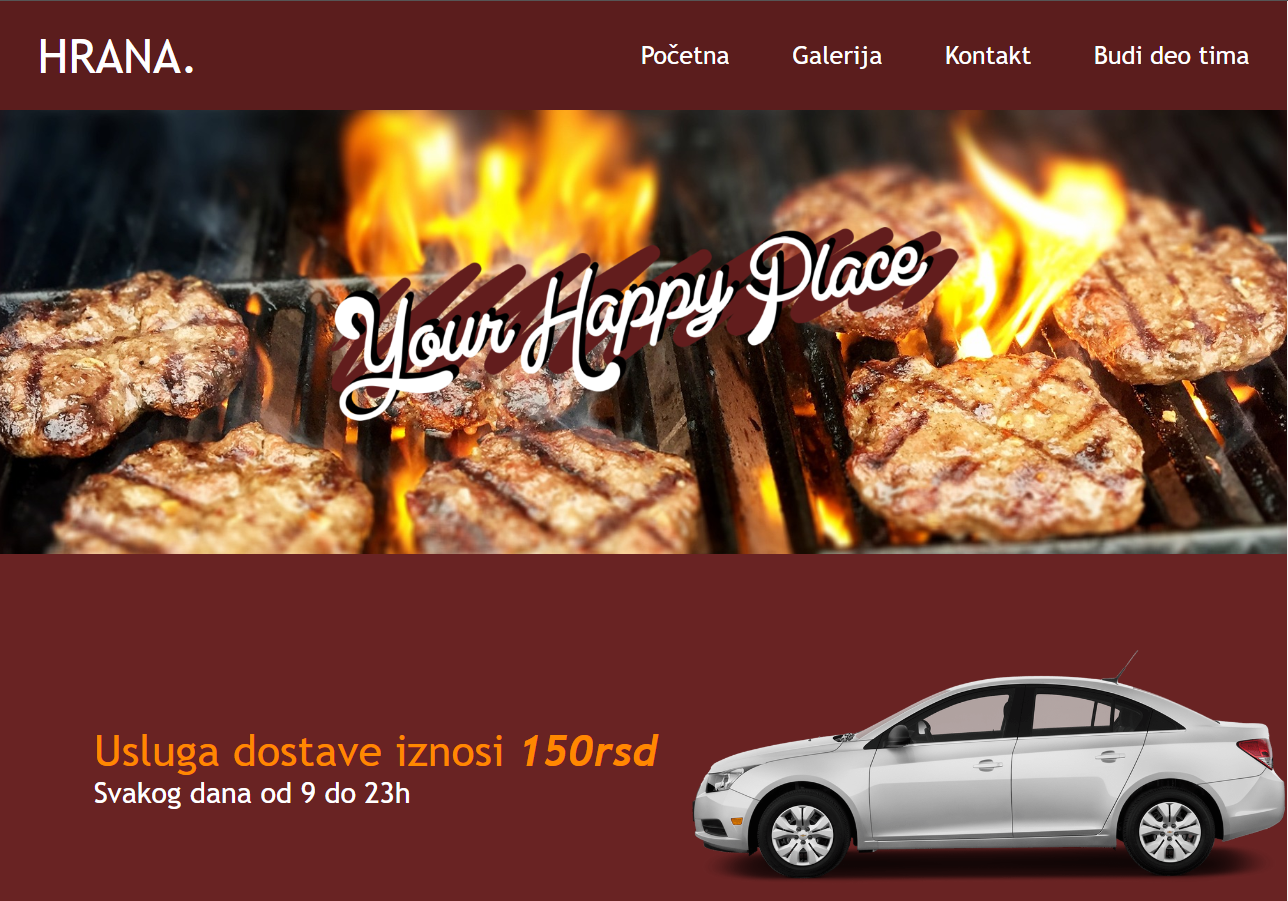 HRANA.
Početna Galerija Kontakt Budi deo tima
Your Happy Place
Usluga dostave iznosi 150rsd
Svakog dana od 9 do 23h